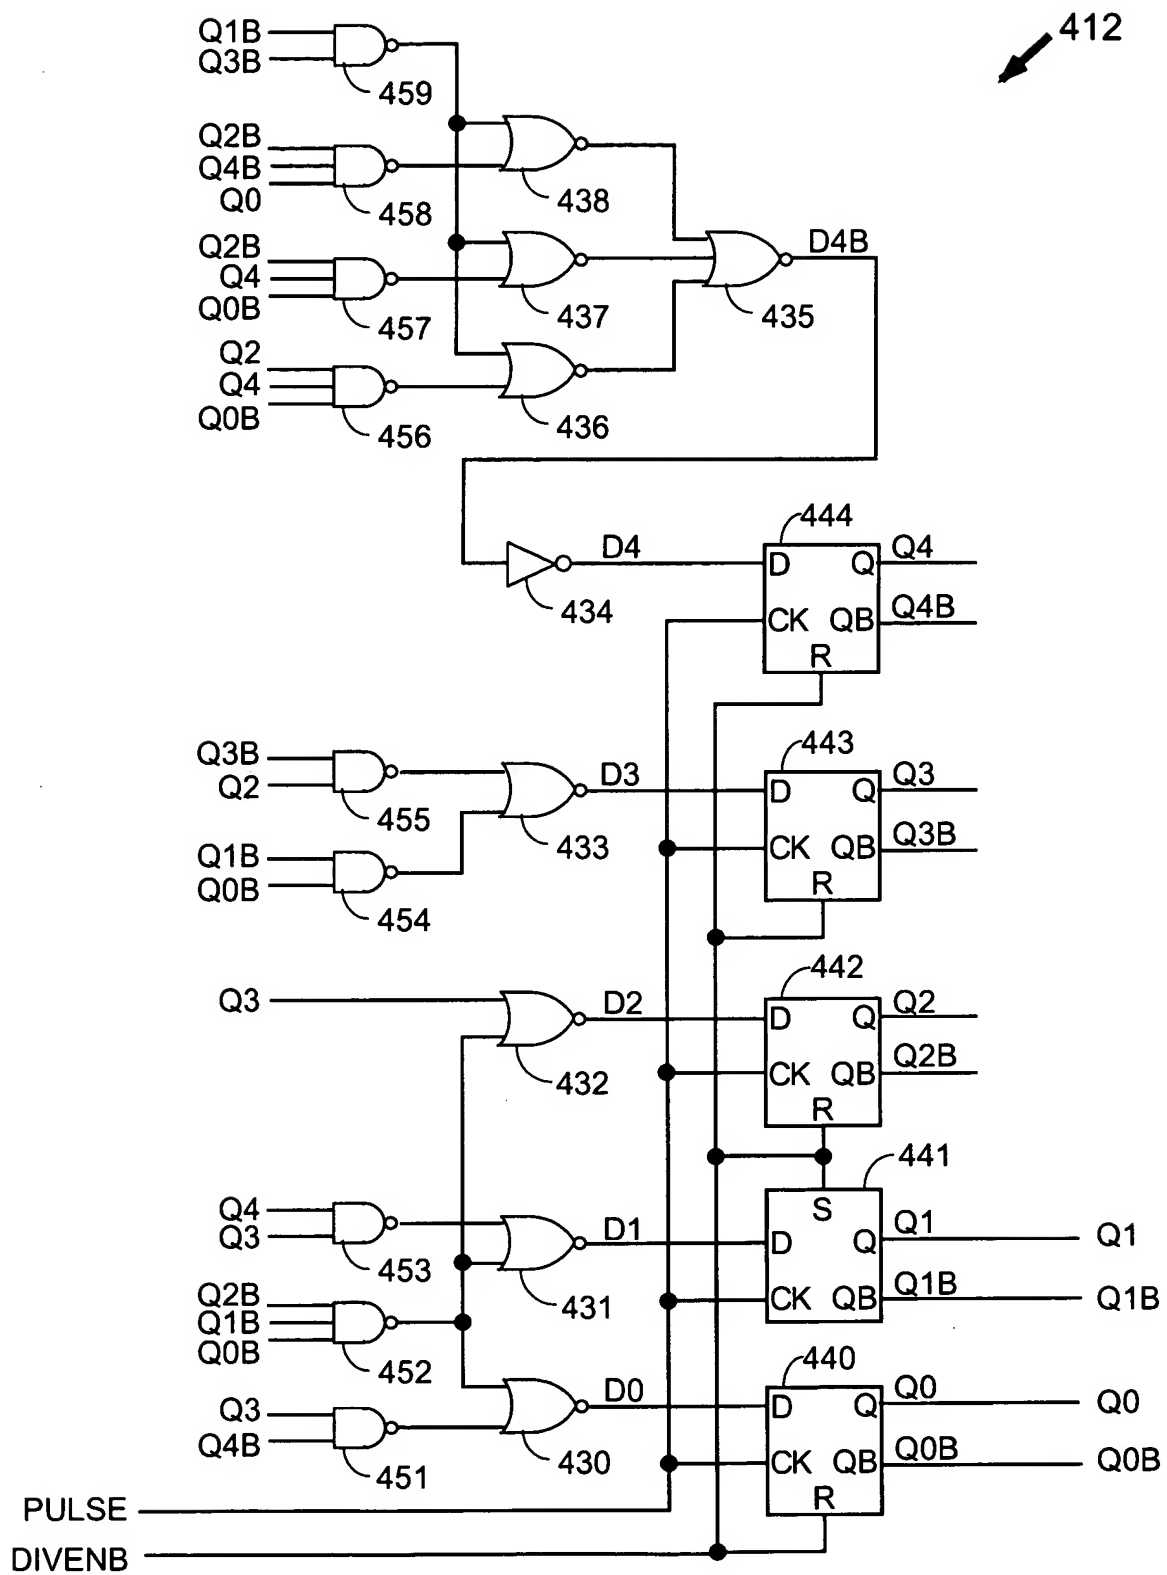 412
Q1B
Q3B
459
Q2B
Q4B
Q0
458
438
Q2B
Q4
Q0B
457
437
D4B
435
Q2
Q4
Q0B
456
436
444
D4
434
D
Q
Q4
CK
QB
Q4B
R
443
Q3B
Q2
455
D3
433
D
Q
Q3
Q1B
Q0B
454
CK
QB
Q3B
R
442
Q3
D2
432
D
Q
Q2
CK
QB
Q2B
R
441
Q4
Q3
453
D1
431
S
D
Q
Q1
Q1
Q2B
Q1B
Q0B
452
CK
QB
Q1B
Q1B
440
Q3
Q4B
451
D0
430
D
Q
Q0
Q0
CK
QB
Q0B
Q0B
R
PULSE
DIVENB